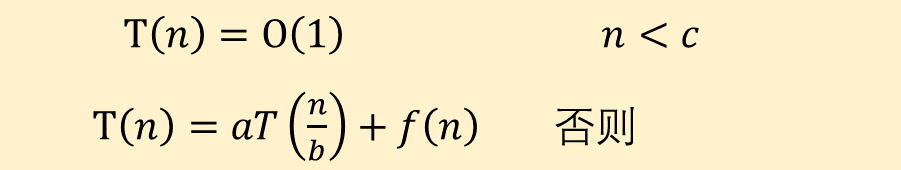 T(n) = O(1) n < c
T(n) = aT(n/b) + f(n) 否则